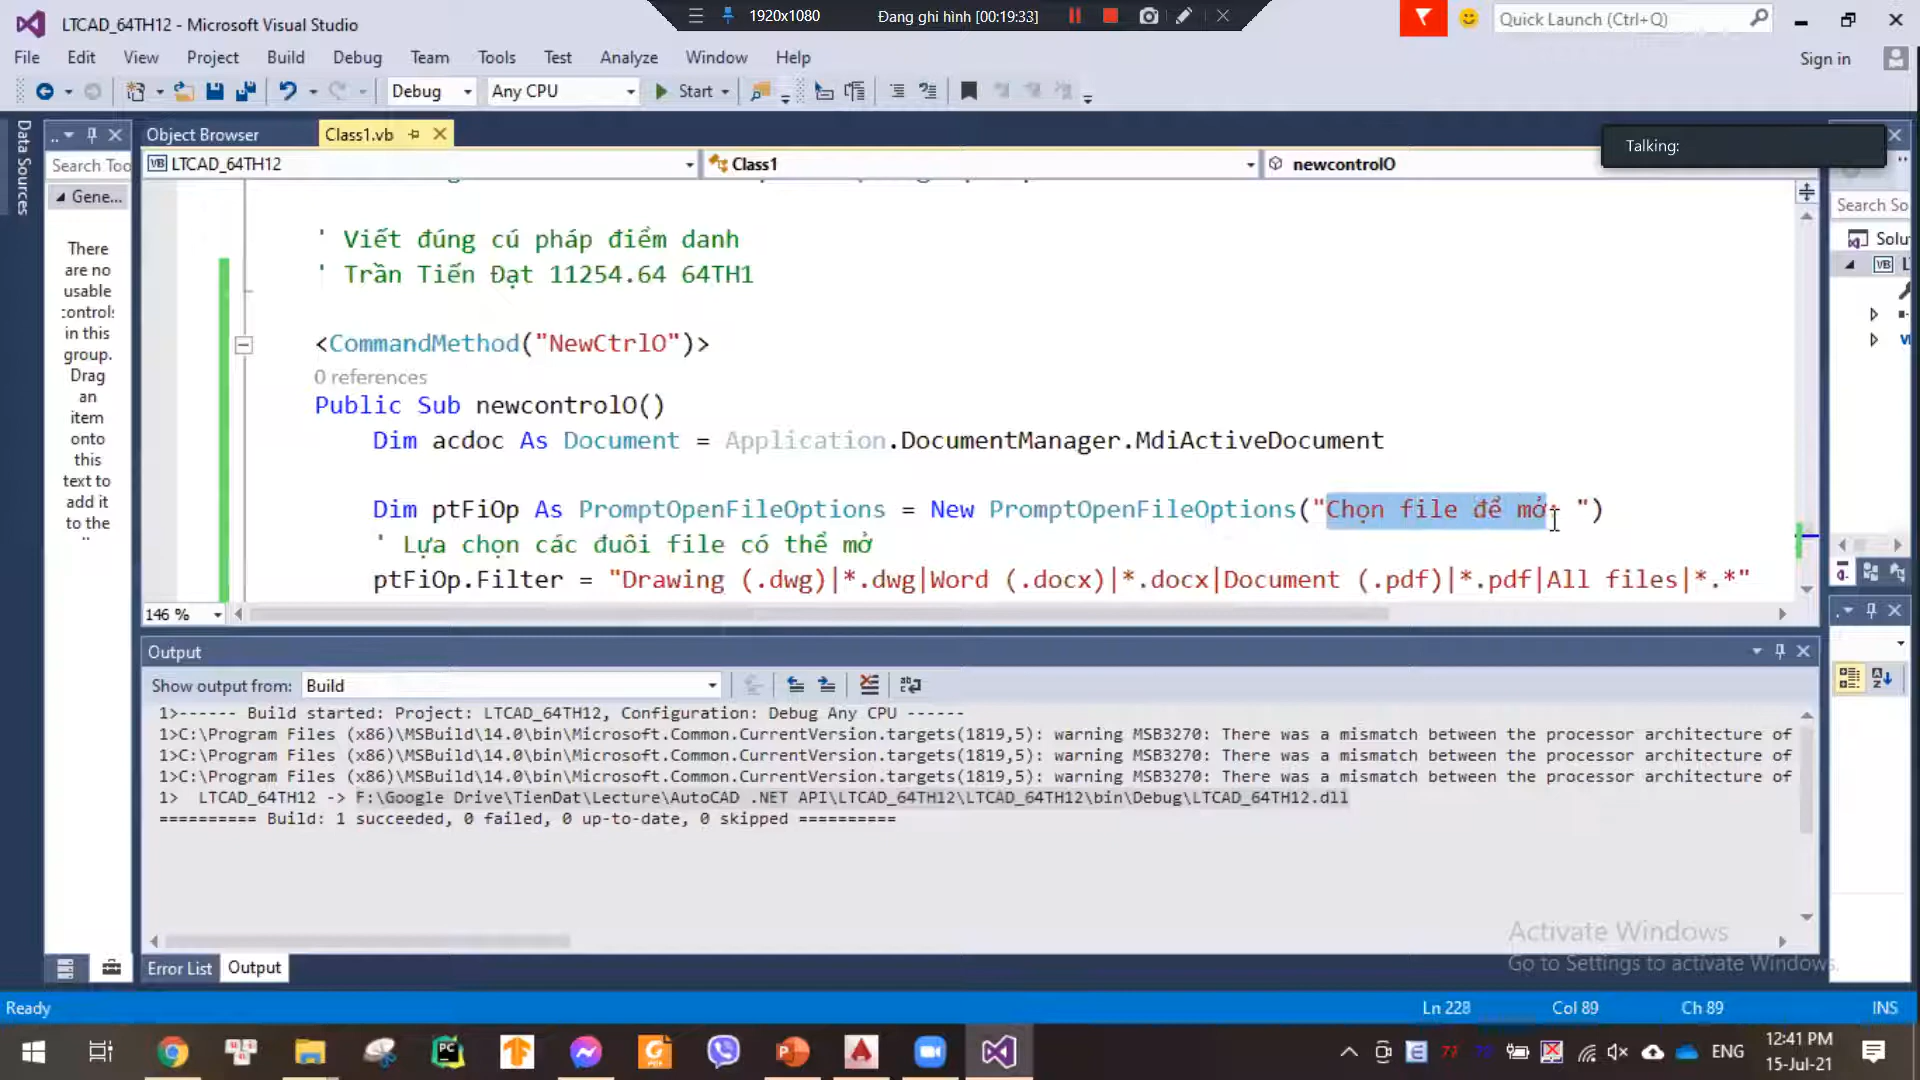 LTCAD_64TH12 - Microsoft Visual Studio
1920x1080
Đang ghi hình [00:19:33]
Quick Launch (Ctrl+Q)
File Edit View Project Build Debug Team Tools Test Analyze Window Help
Sign in
Debug
Any CPU
Start
Data Sources
Object Browser
Class1.vb
Talking:
Search Too
LTCAD_64TH12
Class1
newcontrolO
Gene...
There
are no
usable
controls
in this
group.
Drag
an
item
onto
this
text to
add it
to the
Search So
Solu
' Viết đúng cú pháp điểm danh
' Trần Tiến Đạt 11254.64 64TH1
<CommandMethod("NewCtrlO")>
0 references
Public Sub newcontrolO()
Dim acdoc As Document = Application.DocumentManager.MdiActiveDocument
Dim ptFiOp As PromptOpenFileOptions = New PromptOpenFileOptions("Chọn file để mở: ")
' Lựa chọn các đuôi file có thể mở
ptFiOp.Filter = "Drawing (.dwg)|*.dwg|Word (.docx)|*.docx|Document (.pdf)|*.pdf|All files|*.*"
146 %
Output
Show output from: Build
1>------ Build started: Project: LTCAD_64TH12, Configuration: Debug Any CPU ------
1>C:\Program Files (x86)\MSBuild\14.0\bin\Microsoft.Common.CurrentVersion.targets(1819,5): warning MSB3270: There was a mismatch between the processor architecture of
1>C:\Program Files (x86)\MSBuild\14.0\bin\Microsoft.Common.CurrentVersion.targets(1819,5): warning MSB3270: There was a mismatch between the processor architecture of
1>C:\Program Files (x86)\MSBuild\14.0\bin\Microsoft.Common.CurrentVersion.targets(1819,5): warning MSB3270: There was a mismatch between the processor architecture of
1> LTCAD_64TH12 -> F:\Google Drive\TienDat\Lecture\AutoCAD .NET API\LTCAD_64TH12\LTCAD_64TH12\bin\Debug\LTCAD_64TH12.dll
========== Build: 1 succeeded, 0 failed, 0 up-to-date, 0 skipped ==========
Activate Windows
Go to Settings to activate Windows.
Error List
Output
Ready
Ln 228
Col 89
Ch 89
INS
ENG
12:41 PM
15-Jul-21